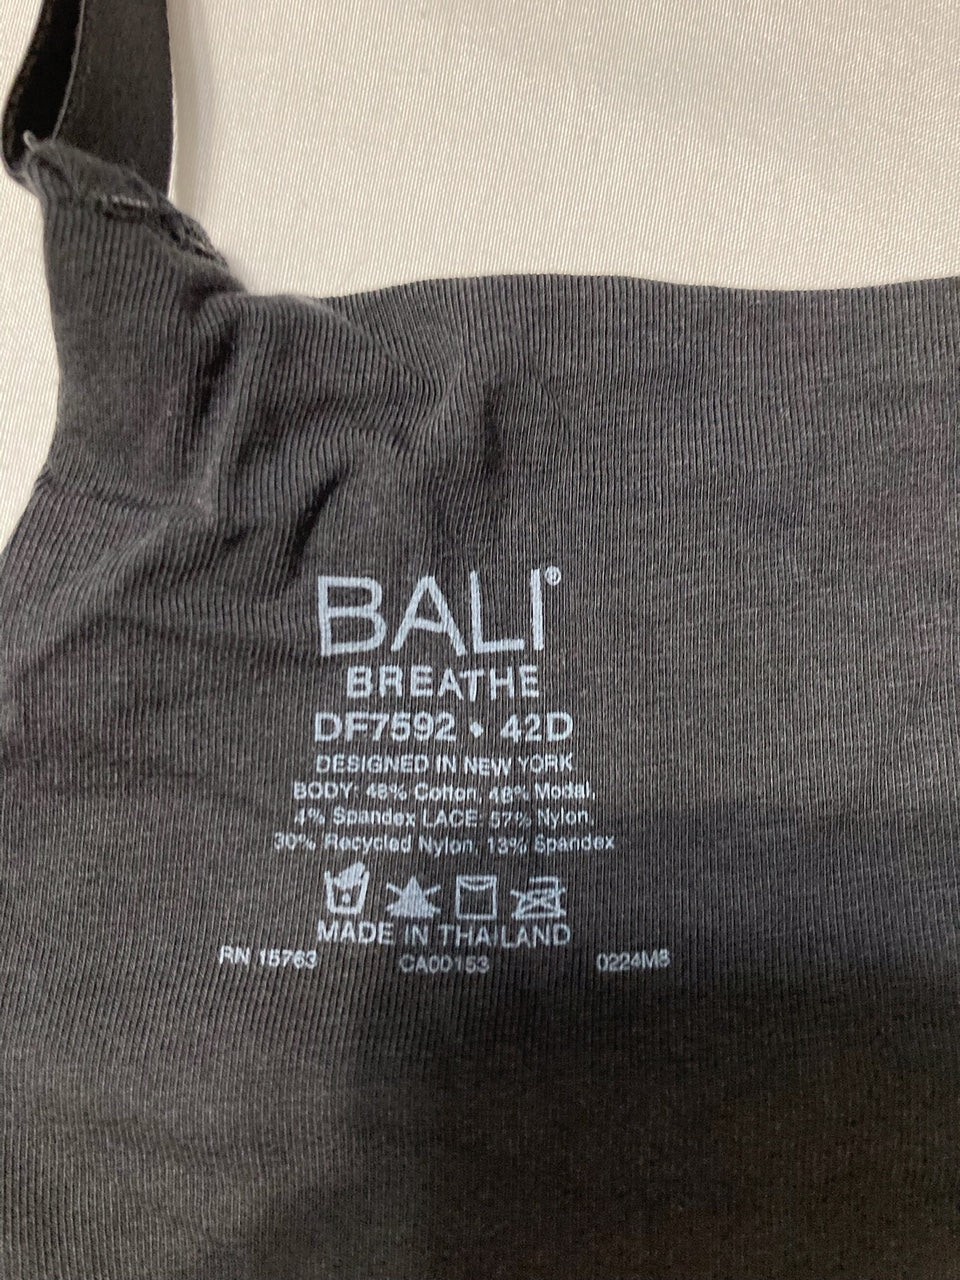 BALI®
BREATHE
DF7592 • 42D
DESIGNED IN NEW YORK
BODY: 48% Cotton, 48% Modal,
4% Spandex LACE: 57% Nylon,
30% Recycled Nylon, 13% Spandex
MADE IN THAILAND
RN 15763 CA00153 0224M8